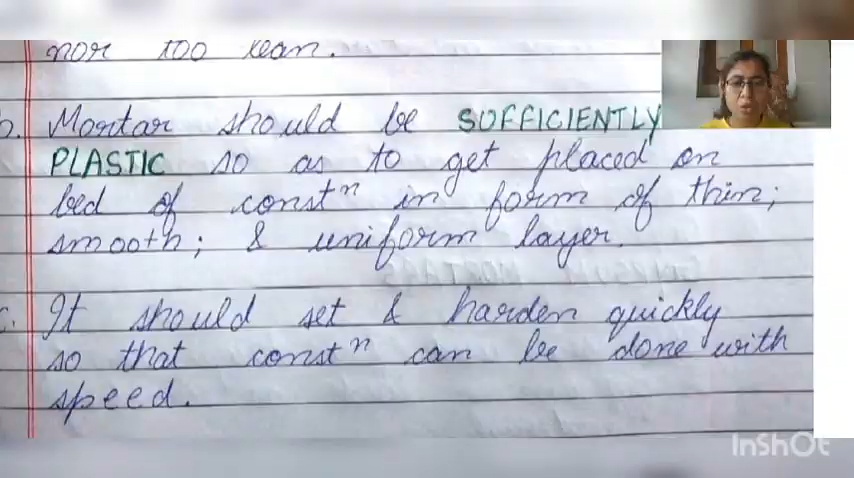 nor too lean.
b. Mortar should be SUFFICIENTLY
PLASTIC so as to get placed on
bed of constⁿ in form of thin;
smooth; & uniform layer.
c. It should set & harden quickly
so that constⁿ can be done with
speed.
InShOt